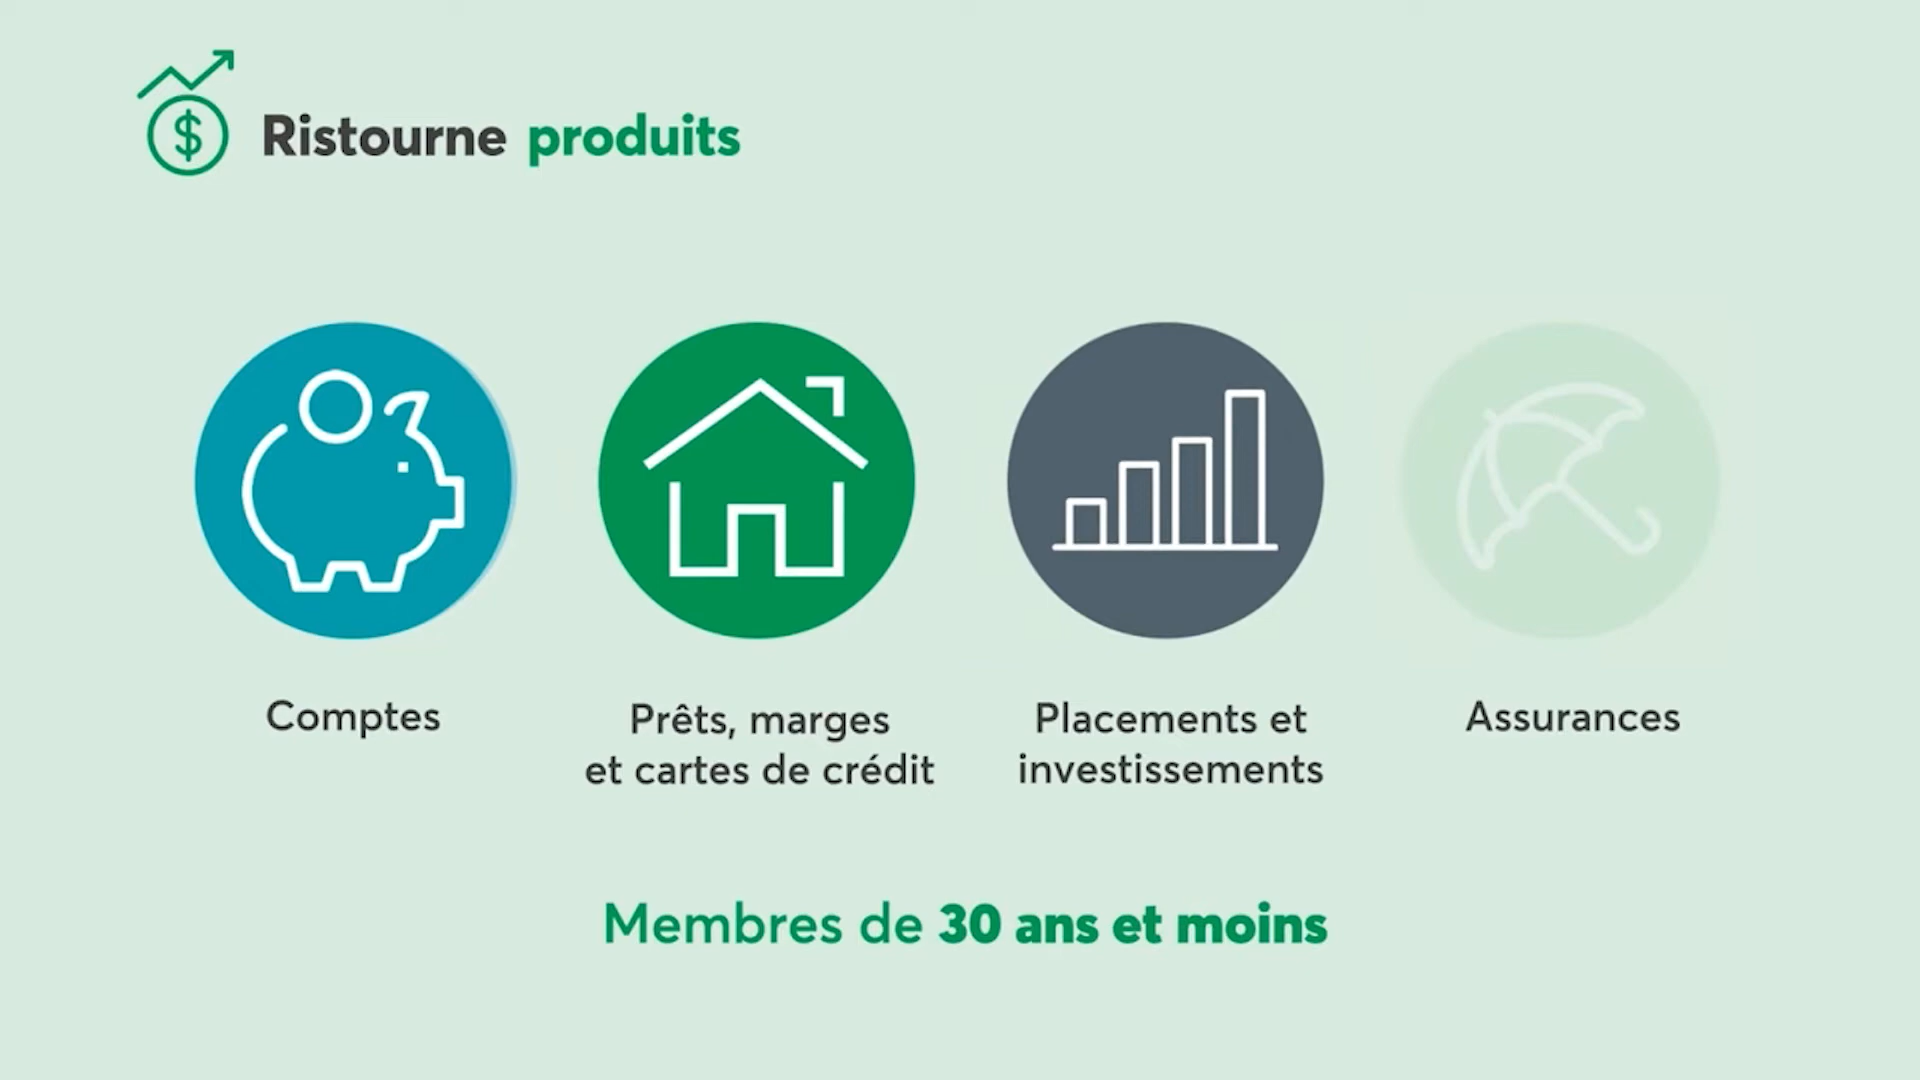 Ristourne produits
Comptes
Prêts, marges
et cartes de crédit
Placements et
investissements
Assurances
Membres de 30 ans et moins